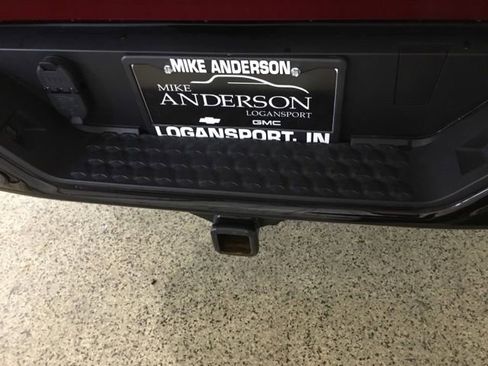 MIKE ANDERSON
MIKE
ANDERSON
LOGANSPORT
GMC
LOGANSPORT, IN